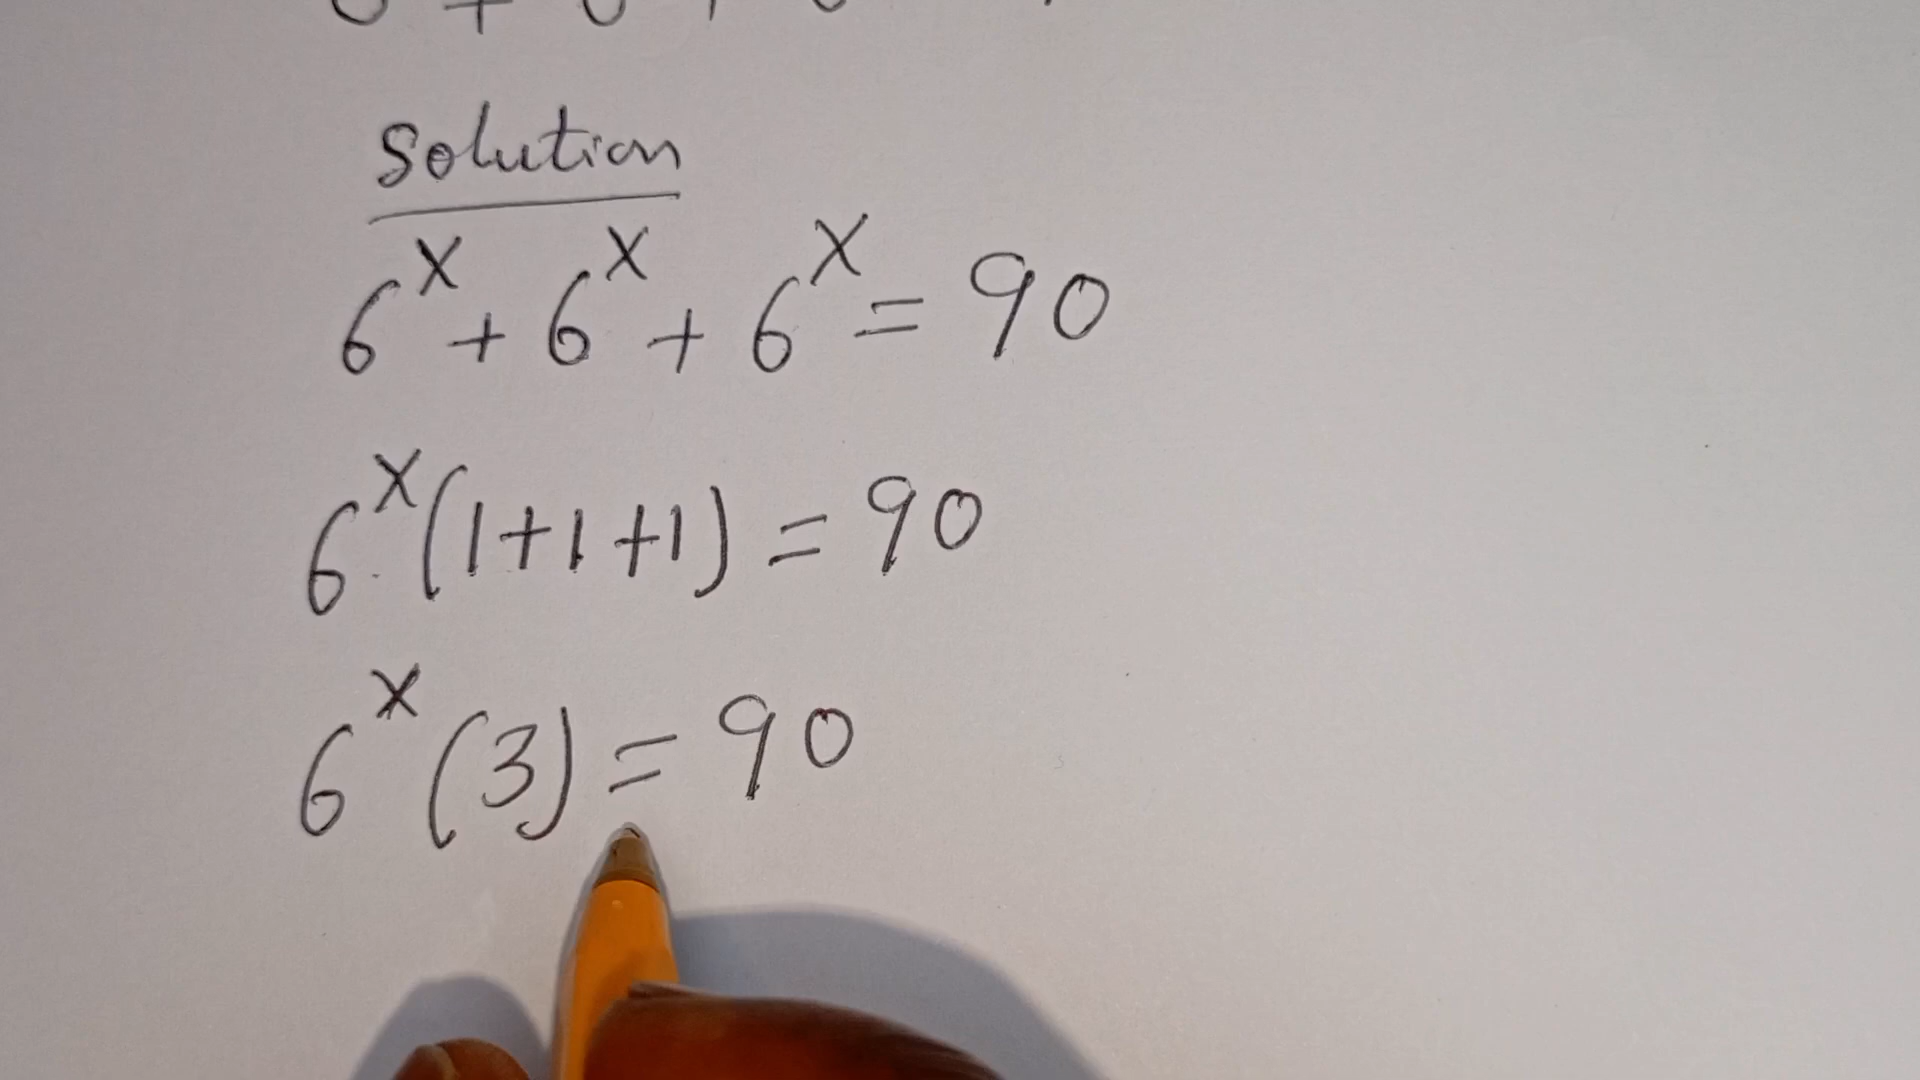 Solution
6^x + 6^x + 6^x = 90
6^x (1+1+1) = 90
6^x (3) = 90